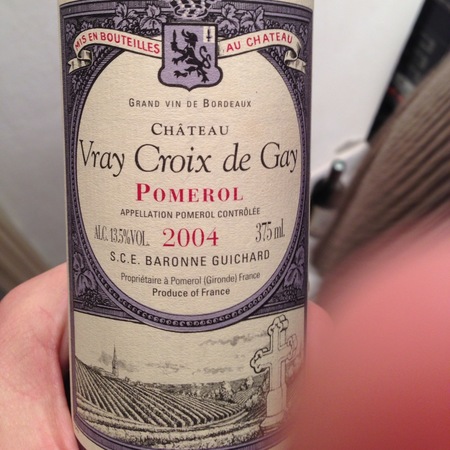 MIS EN BOUTEILLES AU CHATEAU
GRAND VIN DE BORDEAUX
CHÂTEAU
Vray Croix de Gay
POMEROL
APPELLATION POMEROL CONTRÔLÉE
ALC. 13.5% VOL. 2004 375 ml
S.C.E. BARONNE GUICHARD
Propriétaire à Pomerol (Gironde) France
Produce of France